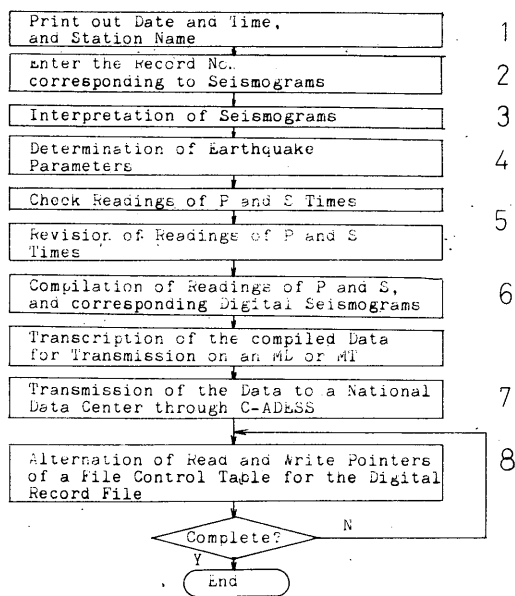 Print out Date and Time,
and Station Name
1
Enter the Record No.
corresponding to Seismograms
2
Interpretation of Seismograms
3
Determination of Earthquake
Parameters
4
Check Readings of P and S Times
5
Revision of Readings of P and S
Times
Compilation of Readings of P and S,
and corresponding Digital Seismograms
6
Transcription of the compiled Data
for Transmission on an ML or MT
Transmission of the Data to a National
Data Center through C-ADESS
7
Alternation of Read and Write Pointers
of a File Control Table for the Digital
Record File
8
Complete?
N
Y
End